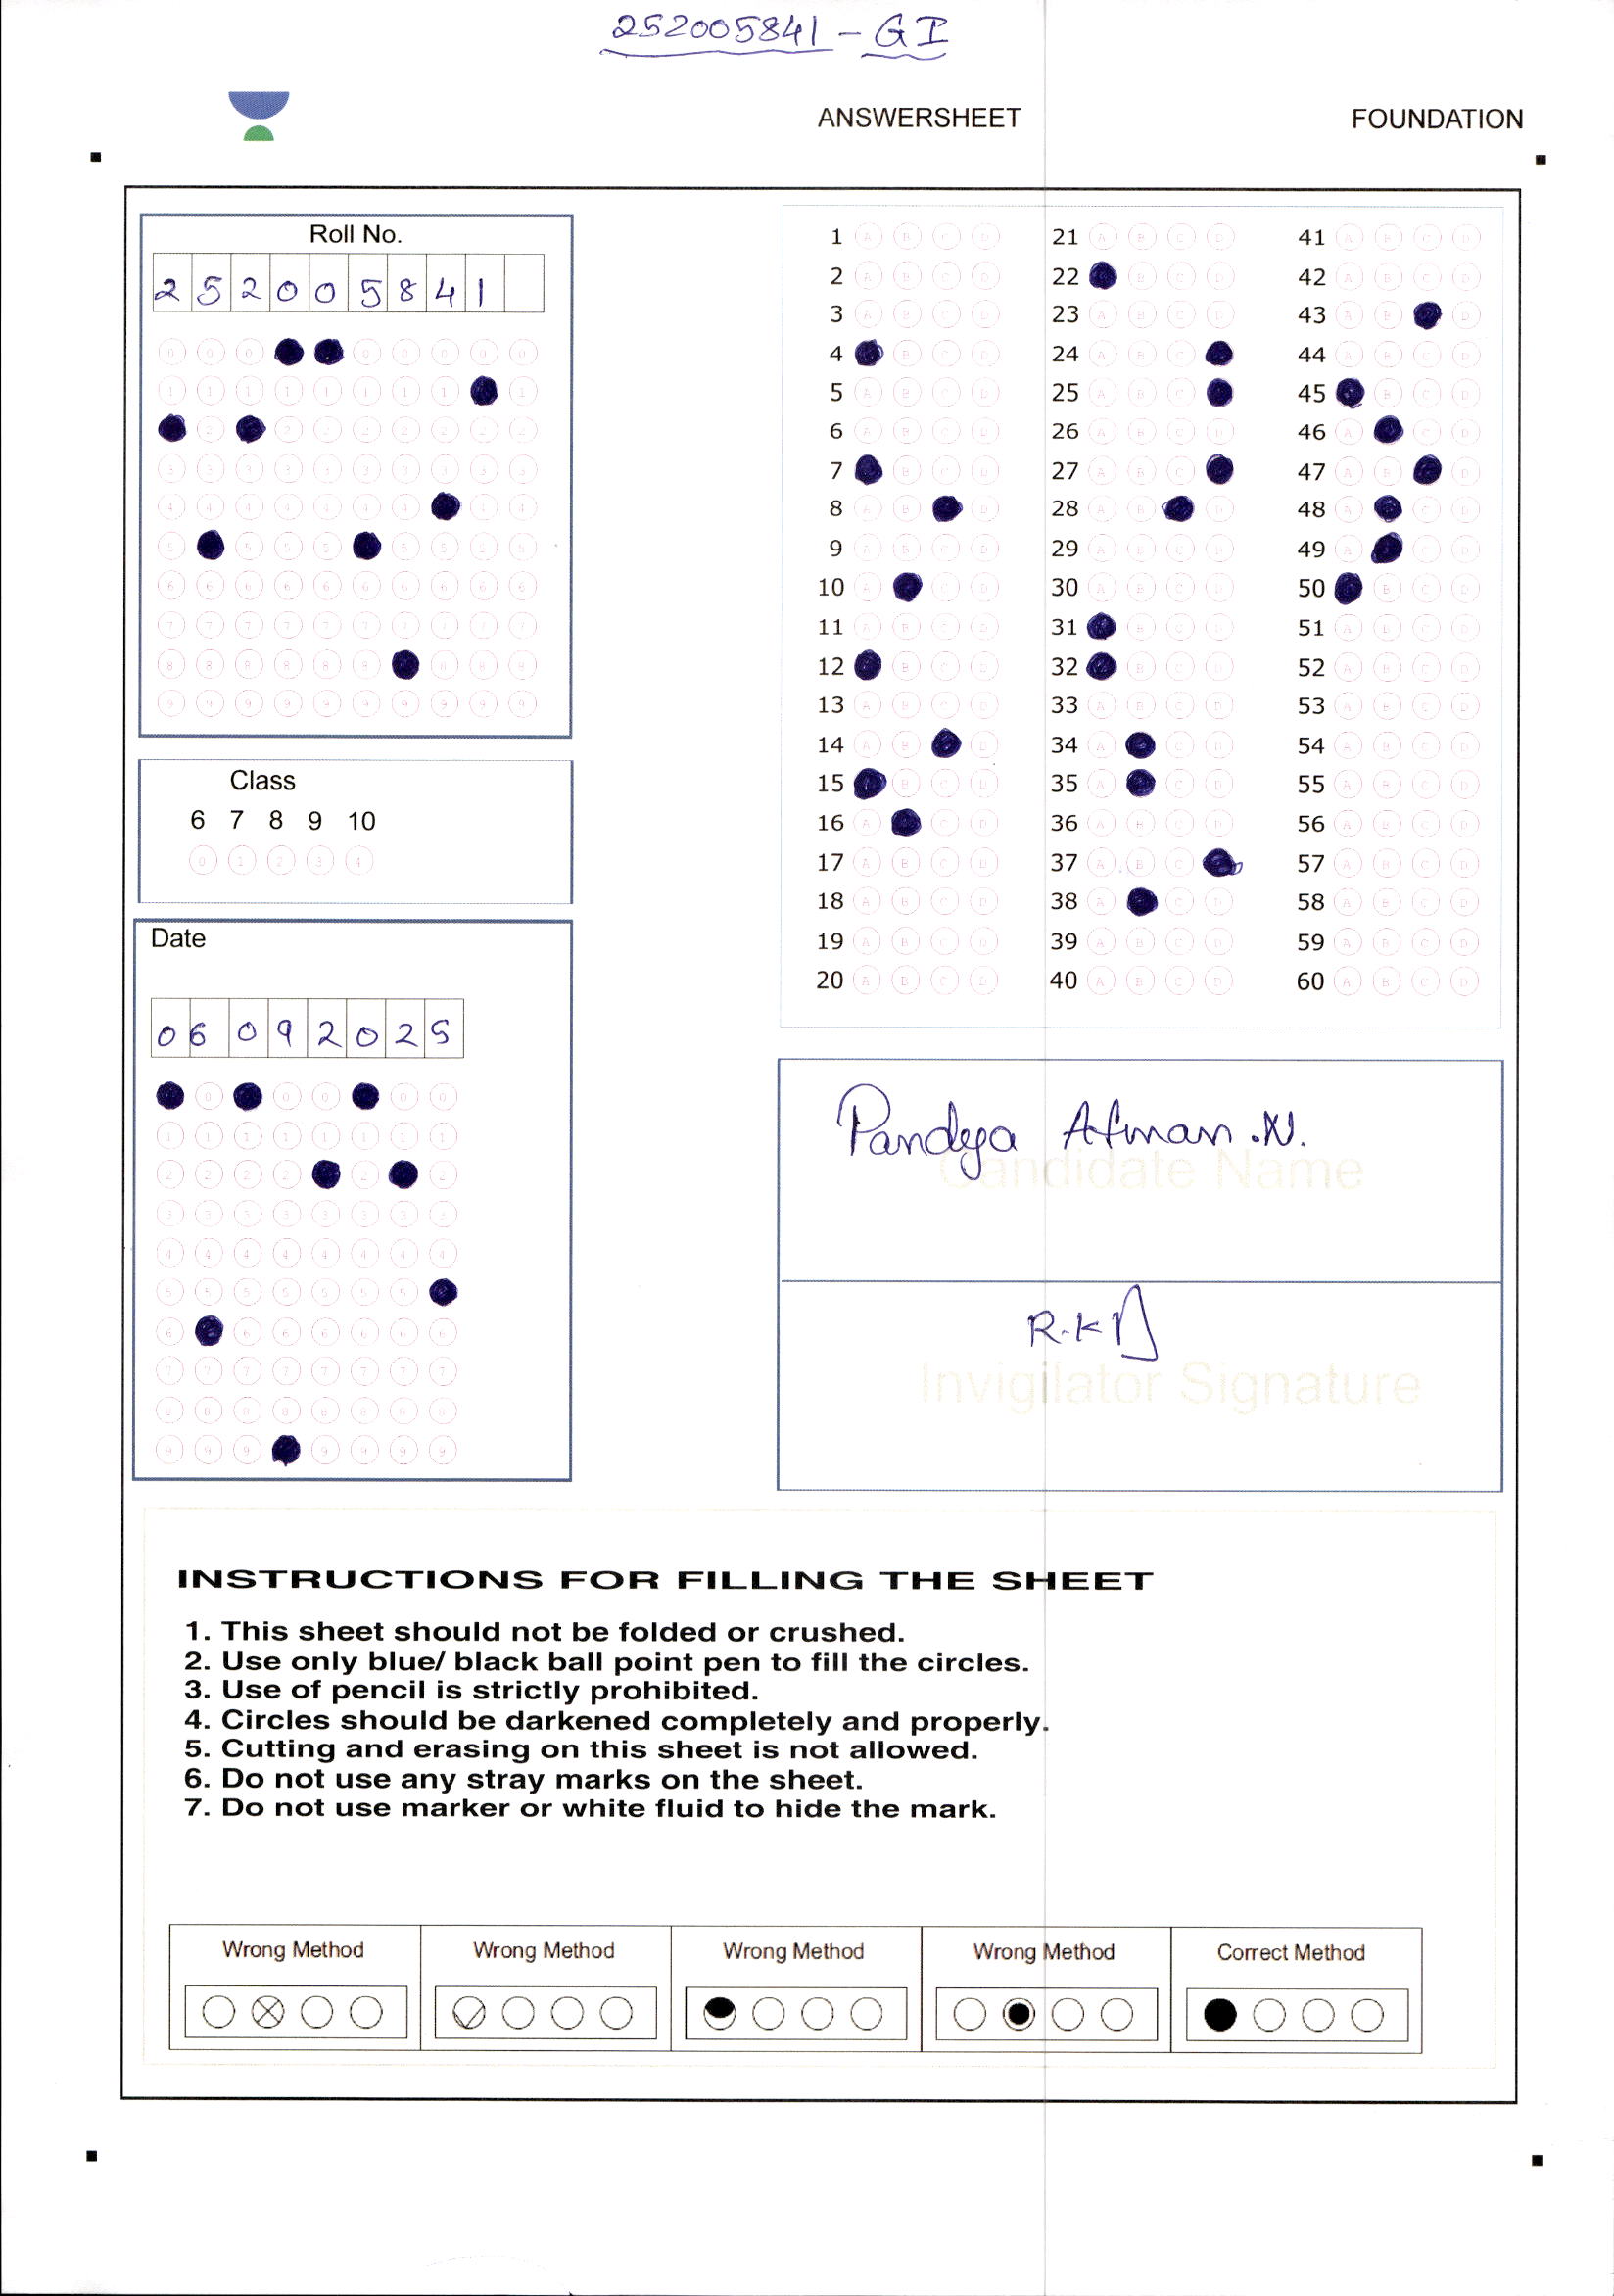 252005841 - GI
ANSWERSHEET
FOUNDATION
Roll No.
2 5 2 0 0 5 8 4 1
Class
6 7 8 9 10
Date
0 6 0 9 2 0 2 5
1 A B C D
2 A B C D
3 A B C D
4 B C D
5 A B C D
6 A B C D
7 B C D
8 A B D
9 A B C D
10 A C D
11 A B C D
12 B C D
13 A B C D
14 A B D
15 B C D
16 A C D
17 A B C D
18 A B C D
19 A B C D
20 A B C D
21 A B C D
22 B C D
23 A B C D
24 A B C
25 A B C
26 A B C D
27 A B C
28 A B D
29 A B C D
30 A B C D
31 B C D
32 B C D
33 A B C D
34 A C D
35 A C D
36 A B C D
37 A B C
38 A C D
39 A B C D
40 A B C D
41 A B C D
42 A B C D
43 A B D
44 A B C D
45 B C D
46 A C D
47 A B D
48 A C D
49 A C D
50 B C D
51 A B C D
52 A B C D
53 A B C D
54 A B C D
55 A B C D
56 A B C D
57 A B C D
58 A B C D
59 A B C D
60 A B C D
Pandya .N.
Candidate Name
Invigilator Signature
INSTRUCTIONS FOR FILLING THE SHEET
1. This sheet should not be folded or crushed.
2. Use only blue/ black ball point pen to fill the circles.
3. Use of pencil is strictly prohibited.
4. Circles should be darkened completely and properly.
5. Cutting and erasing on this sheet is not allowed.
6. Do not use any stray marks on the sheet.
7. Do not use marker or white fluid to hide the mark.
Wrong Method
Wrong Method
Wrong Method
Wrong Method
Correct Method